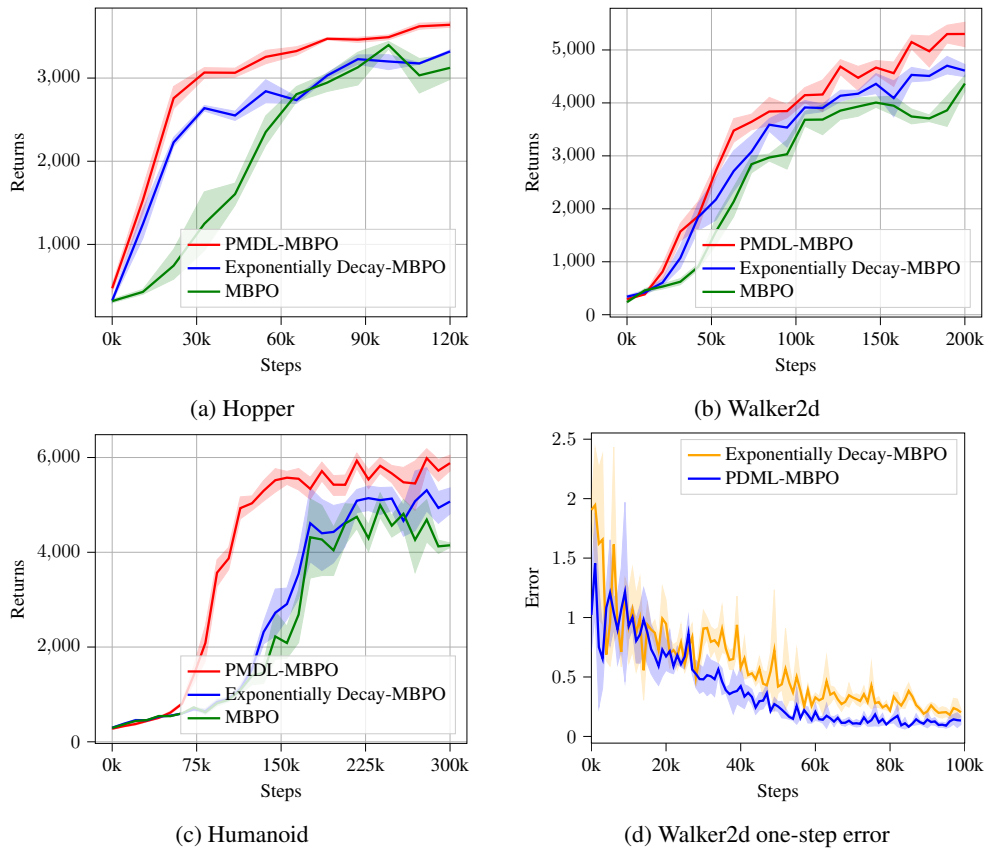 Returns
3,000
2,000
1,000
PMDL-MBPO
Exponentially Decay-MBPO
MBPO
0k
30k
60k
90k
120k
Steps
(a) Hopper
Returns
5,000
4,000
3,000
2,000
1,000
0
PMDL-MBPO
Exponentially Decay-MBPO
MBPO
0k
50k
100k
150k
200k
Steps
(b) Walker2d
Returns
6,000
4,000
2,000
0
PMDL-MBPO
Exponentially Decay-MBPO
MBPO
0k
75k
150k
225k
300k
Steps
(c) Humanoid
Error
2.5
2
1.5
1
0.5
0
Exponentially Decay-MBPO
PDML-MBPO
0k
20k
40k
60k
80k
100k
Steps
(d) Walker2d one-step error